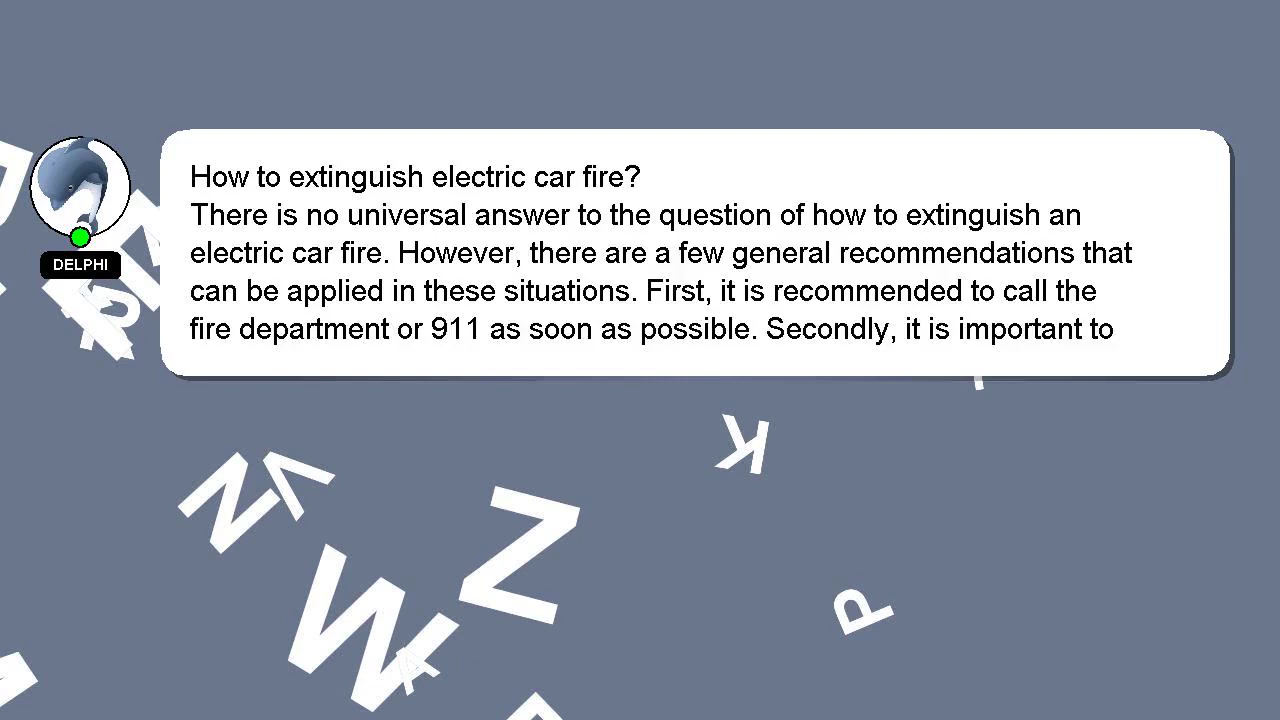 How to extinguish electric car fire?
There is no universal answer to the question of how to extinguish an
electric car fire. However, there are a few general recommendations that
can be applied in these situations. First, it is recommended to call the
fire department or 911 as soon as possible. Secondly, it is important to
DELPHI
R
K
N
V
Z
W
A
P